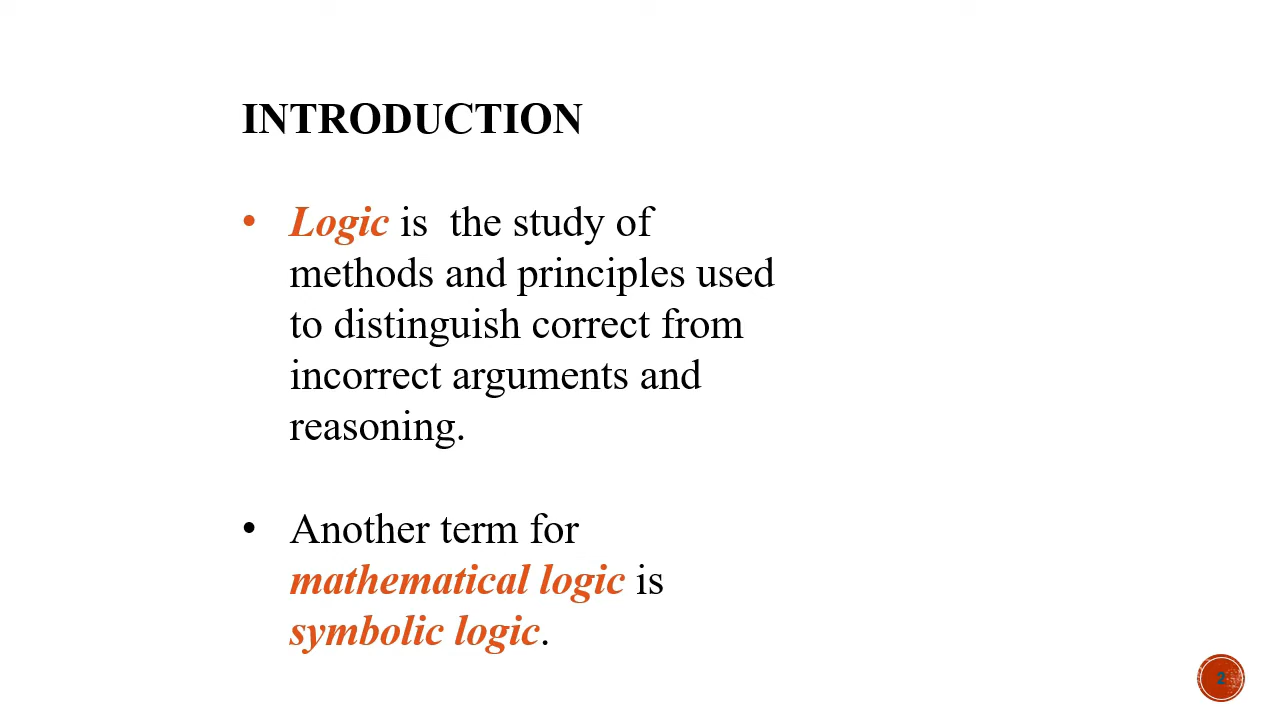 INTRODUCTION
• Logic is  the study of
methods and principles used
to distinguish correct from
incorrect arguments and
reasoning.
• Another term for
mathematical logic is
symbolic logic.
2